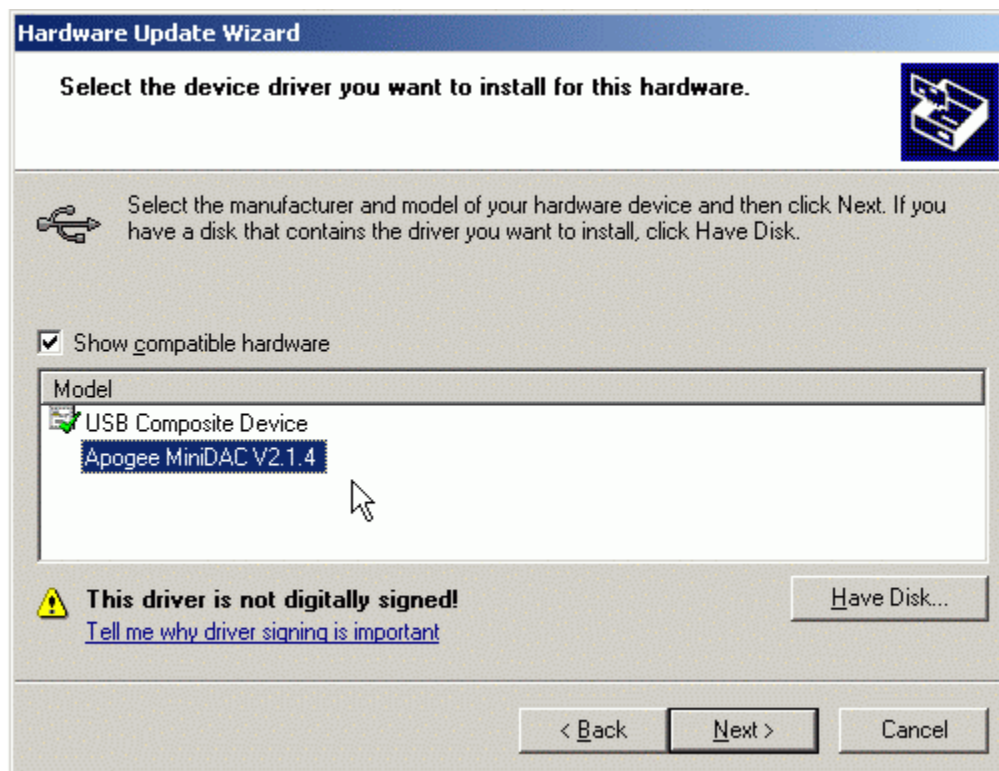 Hardware Update Wizard
Select the device driver you want to install for this hardware.
Select the manufacturer and model of your hardware device and then click Next. If you
have a disk that contains the driver you want to install, click Have Disk.
Show compatible hardware
Model
USB Composite Device
Apogee MiniDAC V2.1.4
This driver is not digitally signed!
Have Disk...
Tell me why driver signing is important
< Back Next > Cancel